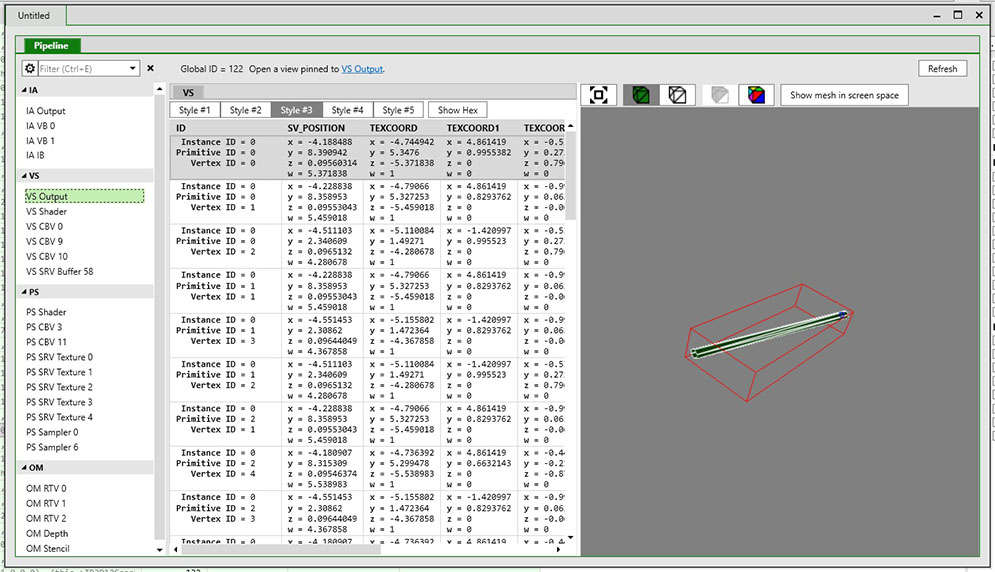 Untitled
Pipeline
Filter (Ctrl+E)
Global ID = 122 Open a view pinned to VS Output.
Refresh
IA
IA Output
IA VB 0
IA VB 1
IA IB
VS
VS Output
VS Shader
VS CBV 0
VS CBV 9
VS CBV 10
VS SRV Buffer 58
PS
PS Shader
PS CBV 3
PS CBV 11
PS SRV Texture 0
PS SRV Texture 1
PS SRV Texture 2
PS SRV Texture 3
PS SRV Texture 4
PS Sampler 0
PS Sampler 6
OM
OM RTV 0
OM RTV 1
OM RTV 2
OM Depth
OM Stencil
VS
Style #1 Style #2 Style #3 Style #4 Style #5 Show Hex
ID SV_POSITION TEXCOORD TEXCOORD1 TEXCOOR
Instance ID = 0 x = -4.188488 x = -4.744942 x = 4.861419 x = -0.5
Primitive ID = 0 y = 8.390942 y = 5.3476 y = 0.9955382 y = 0.27
Vertex ID = 0 z = 0.09560314 z = -5.371838 z = 0 z = 0.79
w = 5.371838 w = 1 w = 0 w = 0
Instance ID = 0 x = -4.228838 x = -4.79066 x = 4.861419 x = -0.9
Primitive ID = 0 y = 8.358953 y = 5.327253 y = 0.8293762 y = 0.06
Vertex ID = 1 z = 0.09553043 z = -5.459018 z = 0 z = -0.0
w = 5.459018 w = 1 w = 0 w = 0
Instance ID = 0 x = -4.511103 x = -5.110084 x = -1.420997 x = -0.5
Primitive ID = 0 y = 2.340609 y = 1.49271 y = 0.995523 y = 0.27
Vertex ID = 2 z = 0.0965132 z = -4.280678 z = 0 z = 0.79
w = 4.280678 w = 1 w = 0 w = 0
Instance ID = 0 x = -4.228838 x = -4.79066 x = 4.861419 x = -0.9
Primitive ID = 1 y = 8.358953 y = 5.327253 y = 0.8293762 y = 0.06
Vertex ID = 1 z = 0.09553043 z = -5.459018 z = 0 z = -0.0
w = 5.459018 w = 1 w = 0 w = 0
Instance ID = 0 x = -4.551453 x = -5.155802 x = -1.420997 x = -0.9
Primitive ID = 1 y = 2.30862 y = 1.472364 y = 0.8293762 y = 0.06
Vertex ID = 3 z = 0.09644049 z = -4.367858 z = 0 z = -0.0
w = 4.367858 w = 1 w = 0 w = 0
Instance ID = 0 x = -4.511103 x = -5.110084 x = -1.420997 x = -0.5
Primitive ID = 1 y = 2.340609 y = 1.49271 y = 0.995523 y = 0.27
Vertex ID = 2 z = 0.0965132 z = -4.280678 z = 0 z = 0.79
w = 4.280678 w = 1 w = 0 w = 0
Instance ID = 0 x = -4.228838 x = -4.79066 x = 4.861419 x = -0.9
Primitive ID = 2 y = 8.358953 y = 5.327253 y = 0.8293762 y = 0.06
Vertex ID = 1 z = 0.09553043 z = -5.459018 z = 0 z = -0.0
w = 5.459018 w = 1 w = 0 w = 0
Instance ID = 0 x = -4.180907 x = -4.736392 x = 4.861419 x = -0.4
Primitive ID = 2 y = 8.315309 y = 5.299478 y = 0.6632143 y = -0.2
Vertex ID = 4 z = 0.09546374 z = -5.538983 z = 0 z = -0.8
w = 5.538983 w = 1 w = 0 w = 0
Instance ID = 0 x = -4.551453 x = -5.155802 x = -1.420997 x = -0.9
Primitive ID = 2 y = 2.30862 y = 1.472364 y = 0.8293762 y = 0.06
Vertex ID = 3 z = 0.09644049 z = -4.367858 z = 0 z = -0.0
w = 4.367858 w = 1 w = 0 w = 0
Instance ID = 0 x = -4.180907 x = -4.736392 x = 4.861419 x = -0.4
Show mesh in screen space